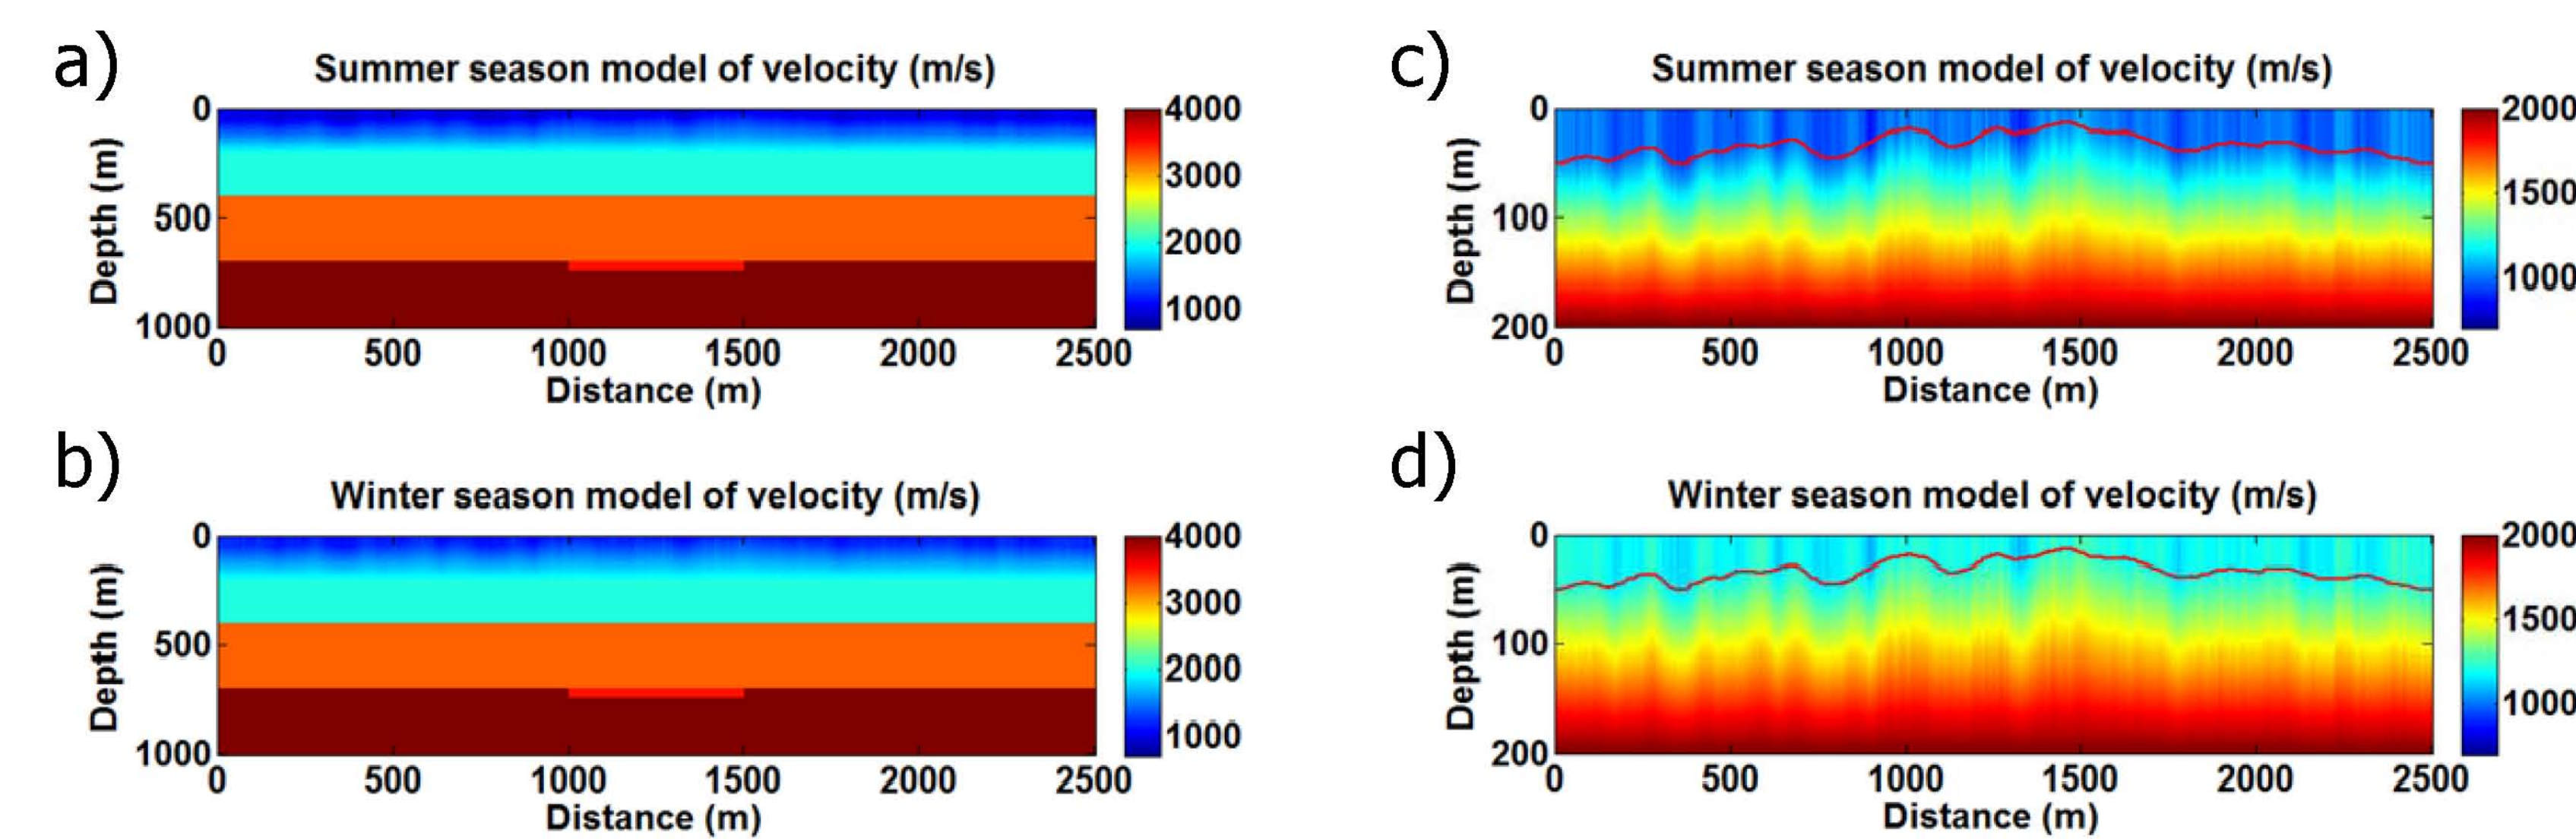 a)
Summer season model of velocity (m/s)
0
500
1000
Depth (m)
0 500 1000 1500 2000 2500
Distance (m)
4000
3000
2000
1000
b)
Winter season model of velocity (m/s)
0
500
1000
Depth (m)
0 500 1000 1500 2000 2500
Distance (m)
4000
3000
2000
1000
c)
Summer season model of velocity (m/s)
0
100
200
Depth (m)
0 500 1000 1500 2000 2500
Distance (m)
2000
1500
1000
d)
Winter season model of velocity (m/s)
0
100
200
Depth (m)
0 500 1000 1500 2000 2500
Distance (m)
2000
1500
1000